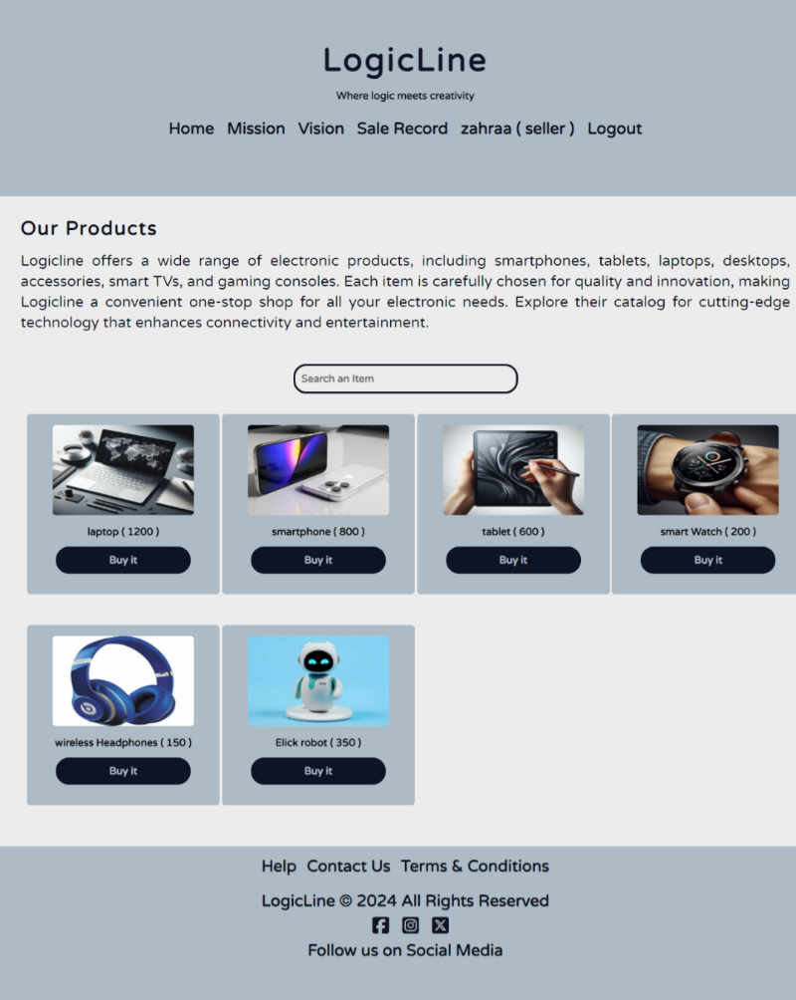 LogicLine
Where logic meets creativity
Home Mission Vision Sale Record zahraa ( seller ) Logout
Our Products
Logicline offers a wide range of electronic products, including smartphones, tablets, laptops, desktops,
accessories, smart TVs, and gaming consoles. Each item is carefully chosen for quality and innovation, making
Logicline a convenient one-stop shop for all your electronic needs. Explore their catalog for cutting-edge
technology that enhances connectivity and entertainment.
Search an Item
laptop ( 1200 ) smartphone ( 800 ) tablet ( 600 ) smart Watch ( 200 )
Buy it Buy it Buy it Buy it
wireless Headphones ( 150 ) Elick robot ( 350 )
Buy it Buy it
Help Contact Us Terms & Conditions
LogicLine © 2024 All Rights Reserved
Follow us on Social Media